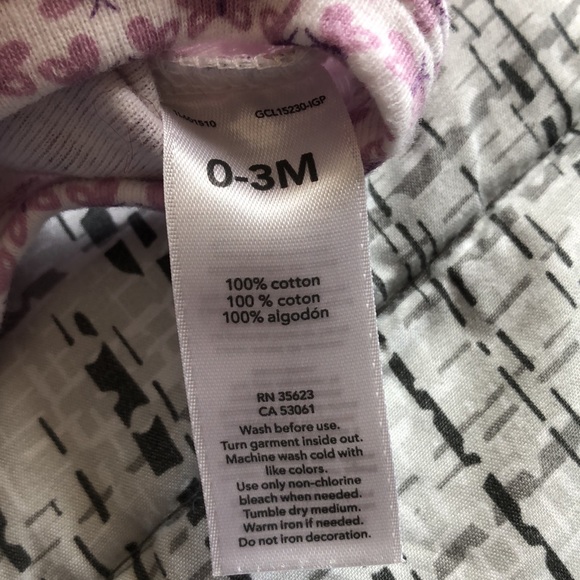 GCL15230-IGP
0-3M
100% cotton
100 % coton
100% algodón
RN 35623
CA 53061
Wash before use.
Turn garment inside out.
Machine wash cold with
like colors.
Use only non-chlorine
bleach when needed.
Tumble dry medium.
Warm iron if needed.
Do not iron decoration.